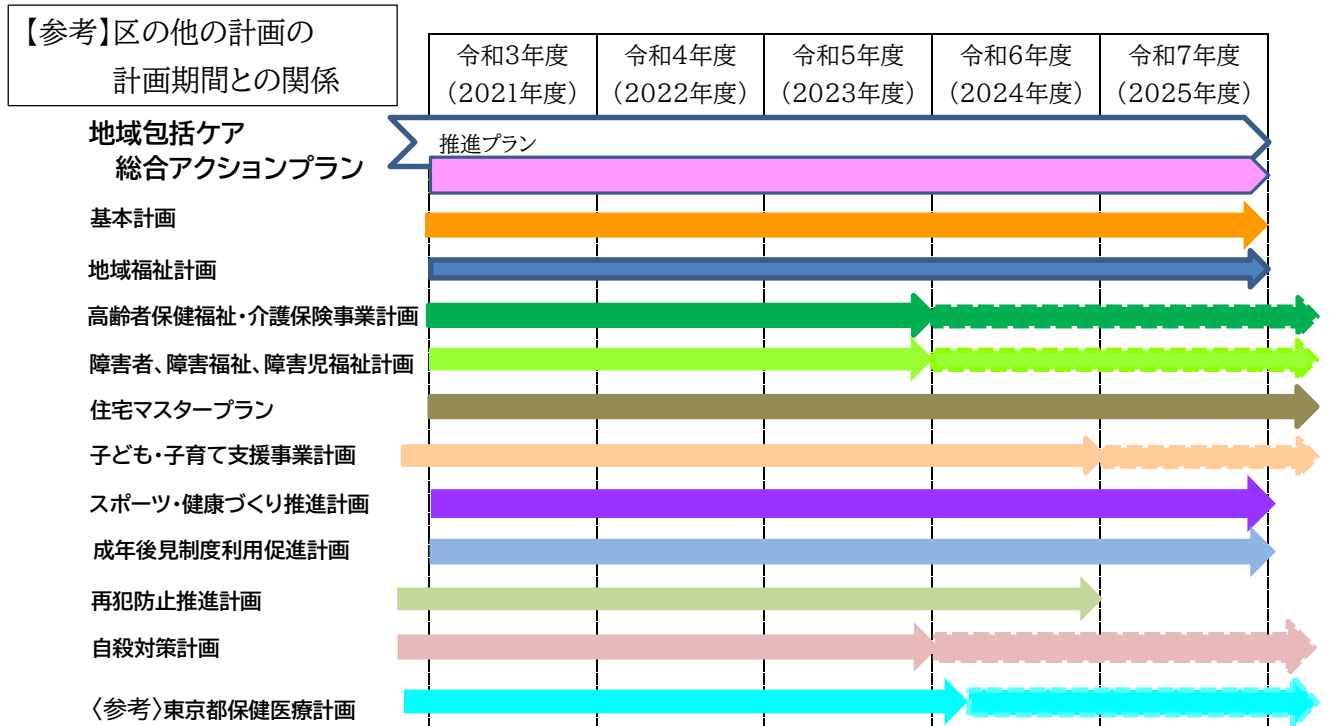 【参考】区の他の計画の
計画期間との関係
令和3年度
(2021年度)
令和4年度
(2022年度)
令和5年度
(2023年度)
令和6年度
(2024年度)
令和7年度
(2025年度)
地域包括ケア
総合アクションプラン
推進プラン
基本計画
地域福祉計画
高齢者保健福祉・介護保険事業計画
障害者、障害福祉、障害児福祉計画
住宅マスタープラン
子ども・子育て支援事業計画
スポーツ・健康づくり推進計画
成年後見制度利用促進計画
再犯防止推進計画
自殺対策計画
〈参考〉東京都保健医療計画